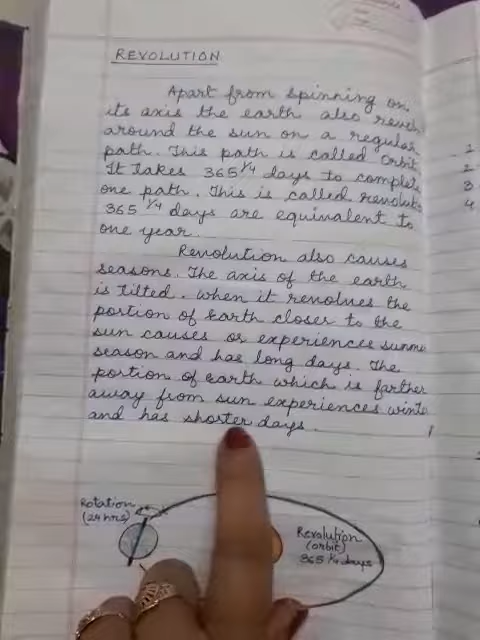 REVOLUTION
Apart from spinning on
its axis the earth also
around the sun on a regular
path. This path is called Orbit
It takes 365 1/4 days to complete
one path. This is called
365 1/4 days are equivalent to
one year.
Revolution also causes
seasons. The axis of the earth
is tilted. when it revolves the
portion of Earth closer to the
sun causes or experiences
season and has long days. The
portion of earth which is farther
away from sun experiences
and has shorter days.
Rotation
(24 hrs)
Revolution
(orbit)
365 1/4 days
1
2
3
4